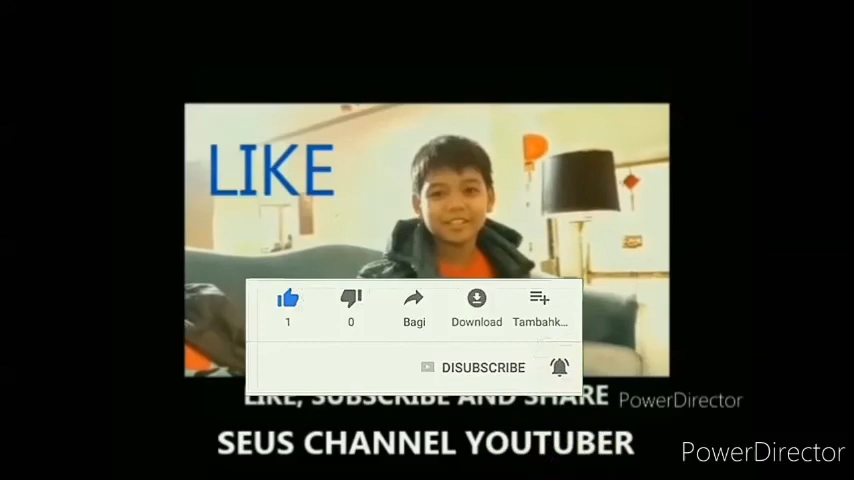 LIKE
1
0
Bagi
Download
Tambahk...
DISUBSCRIBE
LIKE, SUBSCRIBE AND SHARE
PowerDirector
SEUS CHANNEL YOUTUBER
PowerDirector